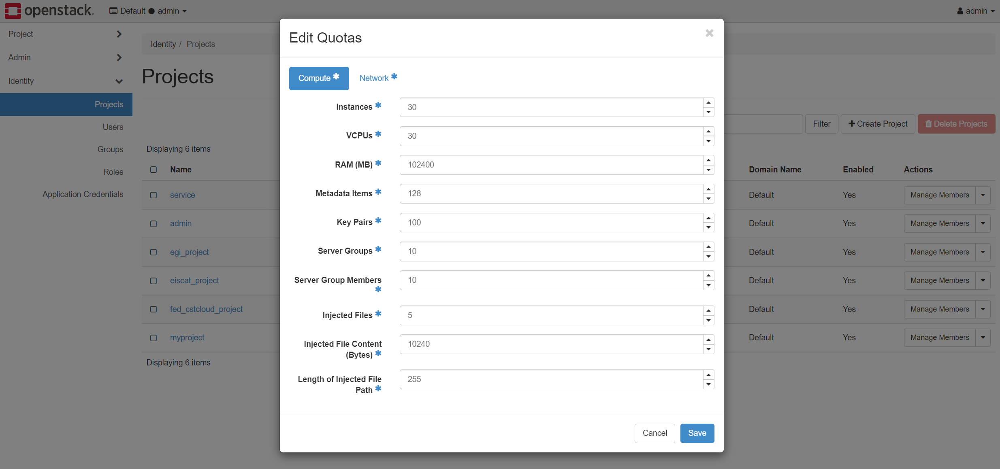 openstack. Default ● admin admin
Project
Admin
Identity
Projects
Users
Groups
Roles
Application Credentials
Identity / Projects
Projects
Filter + Create Project Delete Projects
Displaying 6 items
Name Domain Name Enabled Actions
service Default Yes Manage Members
admin Default Yes Manage Members
egi_project Default Yes Manage Members
eiscat_project Default Yes Manage Members
fed_cstcloud_project Default Yes Manage Members
myproject Default Yes Manage Members
Displaying 6 items
Edit Quotas ×
Compute * Network *
Instances * 30
VCPUs * 30
RAM (MB) * 102400
Metadata Items * 128
Key Pairs * 100
Server Groups * 10
Server Group Members 10
*
Injected Files * 5
Injected File Content 10240
(Bytes) *
Length of Injected File 255
Path *
Cancel Save